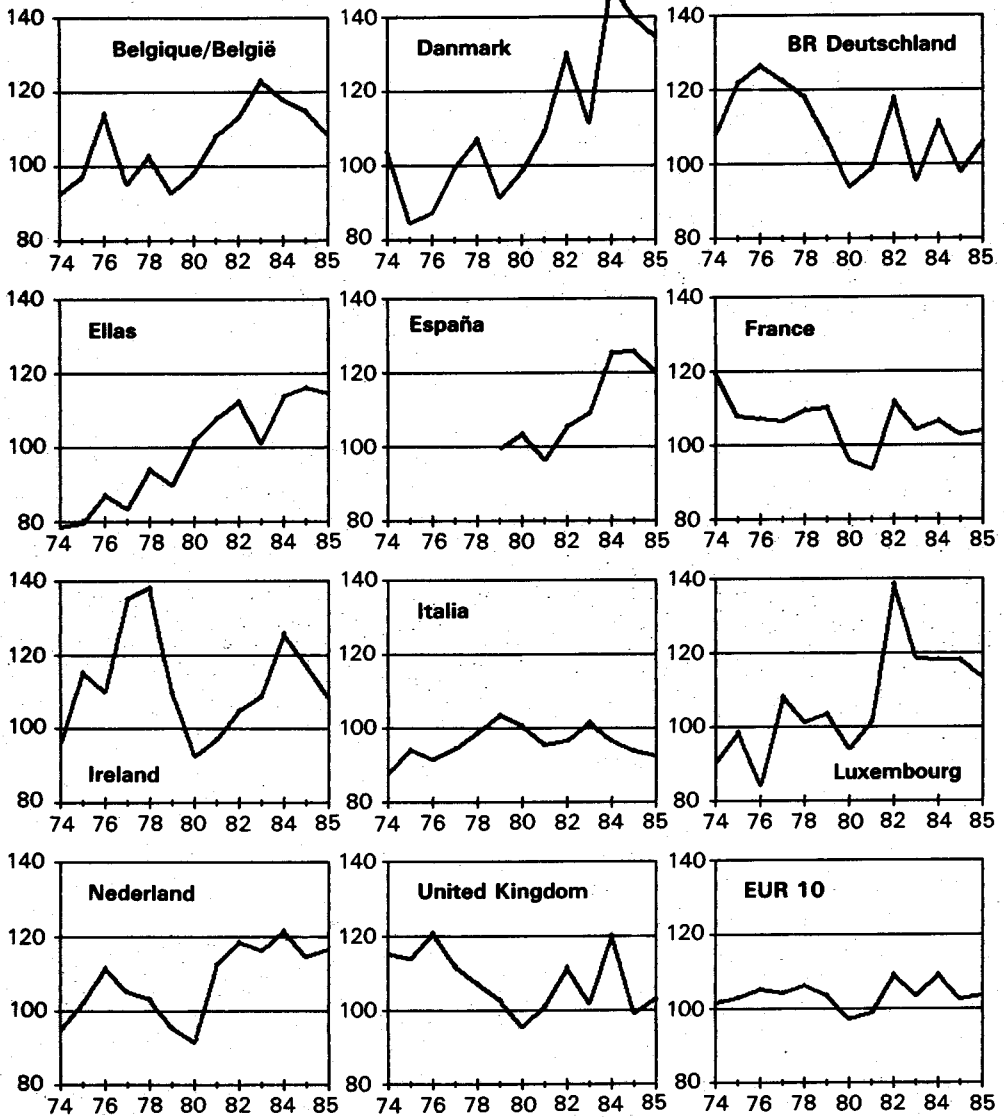 140 140 140
Belgique/België Danmark BR Deutschland
120 120 120
100 100 100
80 80 80
74 76 78 80 82 84 85 74 76 78 80 82 84 85 74 76 78 80 82 84 85
140 140 140
Ellas España France
120 120 120
100 100 100
80 80 80
74 76 78 80 82 84 85 74 76 78 80 82 84 85 74 76 78 80 82 84 85
140 140 140
Italia
120 120 120
100 100 100
Ireland Luxembourg
80 80 80
74 76 78 80 82 84 85 74 76 78 80 82 84 85 74 76 78 80 82 84 85
140 140 140
Nederland United Kingdom EUR 10
120 120 120
100 100 100
80 80 80
74 76 78 80 82 84 85 74 76 78 80 82 84 85 74 76 78 80 82 84 85